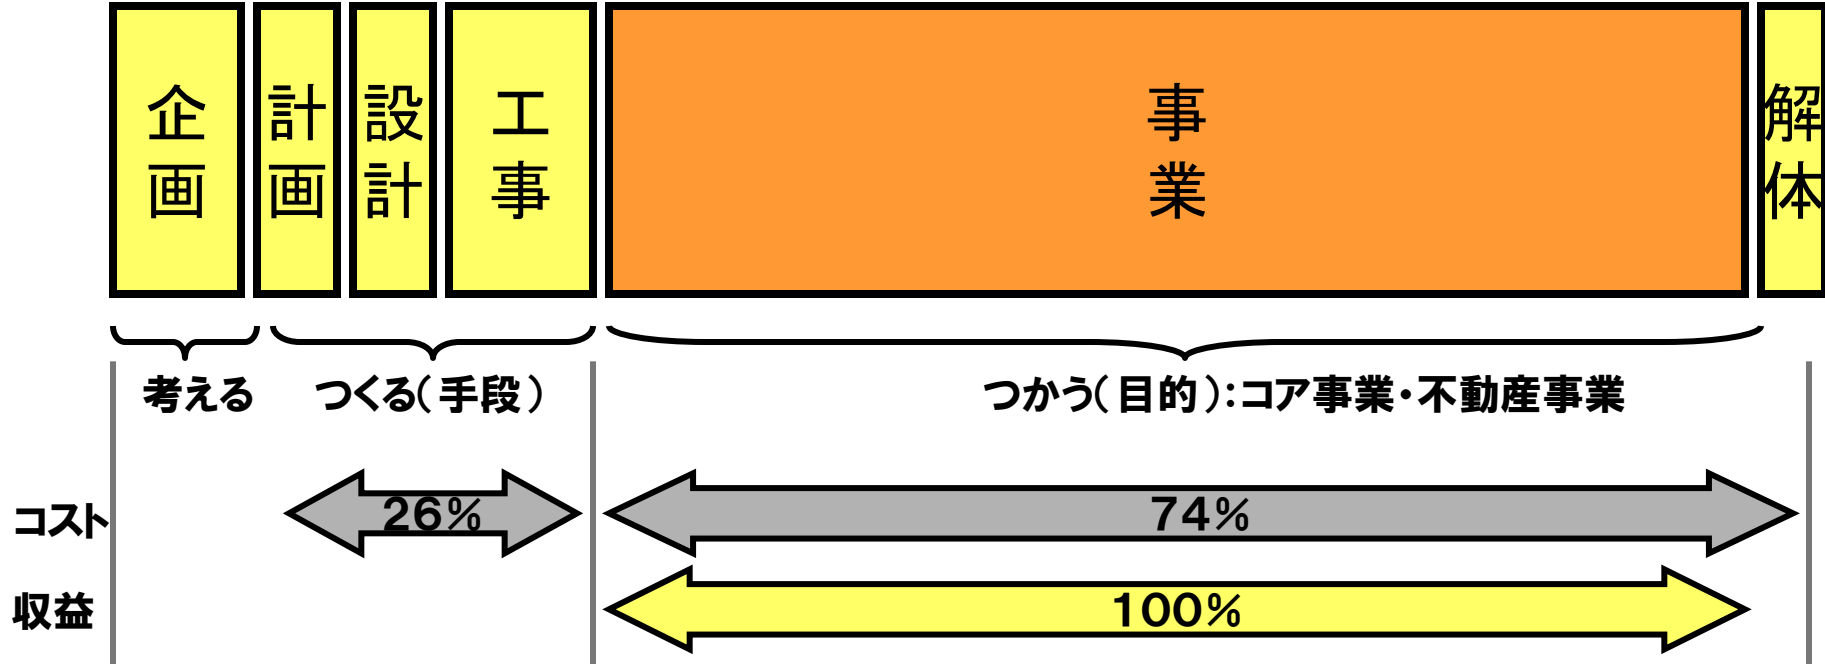 企画
計画
設計
工事
事業
解体
考える
つくる(手段)
つかう(目的):コア事業・不動産事業
コスト
26%
74%
収益
100%